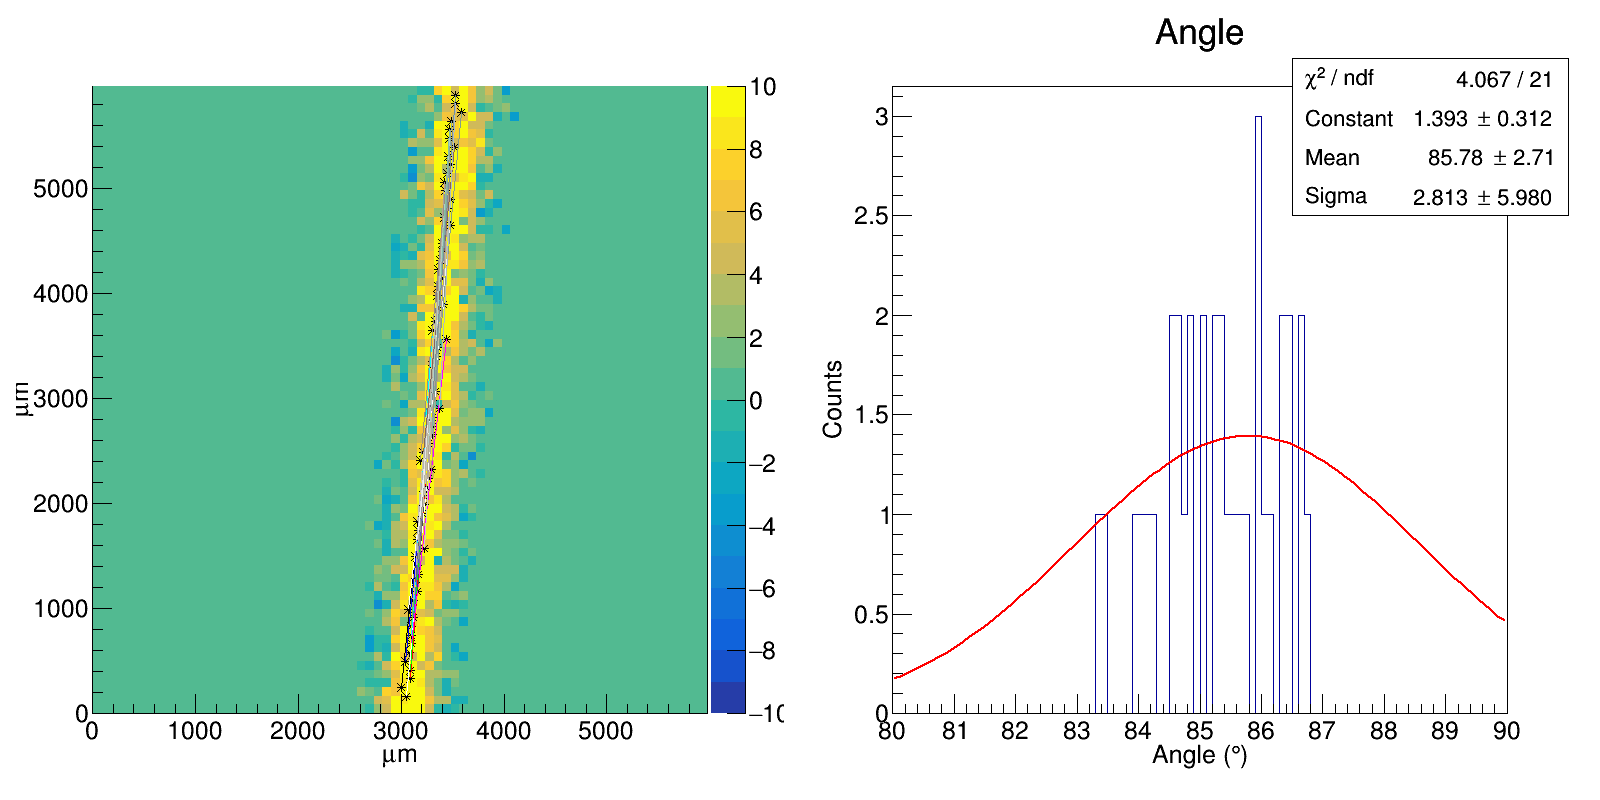 Angle
χ² / ndf 4.067 / 21
Constant 1.393 ± 0.312
Mean 85.78 ± 2.71
Sigma 2.813 ± 5.980
μm
5000
4000
3000
2000
1000
0
0 1000 2000 3000 4000 5000
μm
10
8
6
4
2
0
−2
−4
−6
−8
−10
Counts
3
2.5
2
1.5
1
0.5
0
80 81 82 83 84 85 86 87 88 89 90
Angle (°)